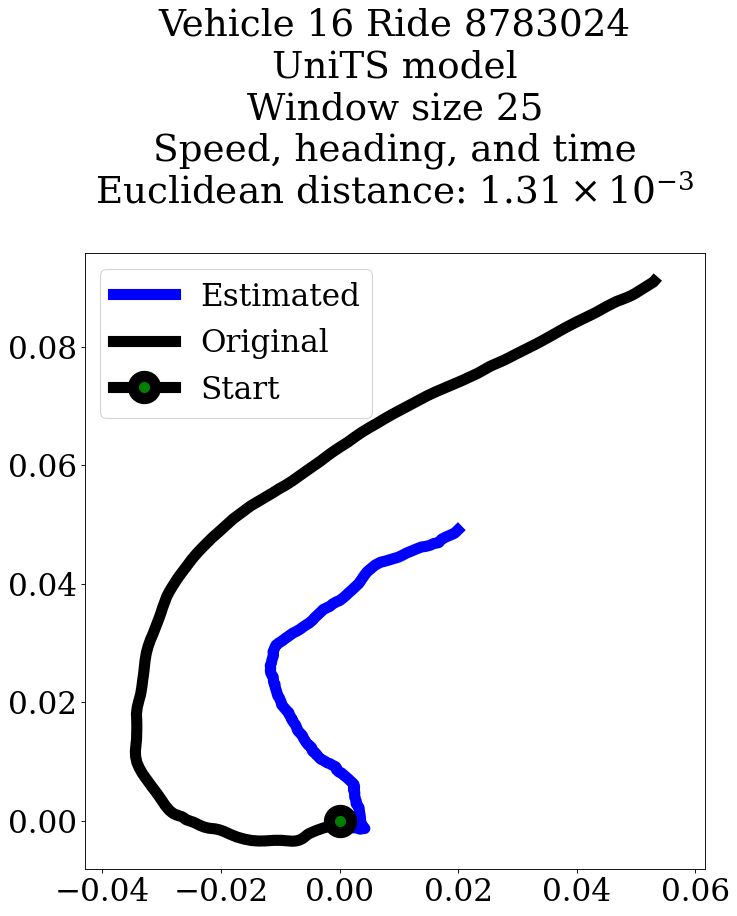 Vehicle 16 Ride 8783024
UniTS model
Window size 25
Speed, heading, and time
Euclidean distance: 1.31 × 10⁻³
Estimated
Original
Start
0.08
0.06
0.04
0.02
0.00
−0.04 −0.02 0.00 0.02 0.04 0.06